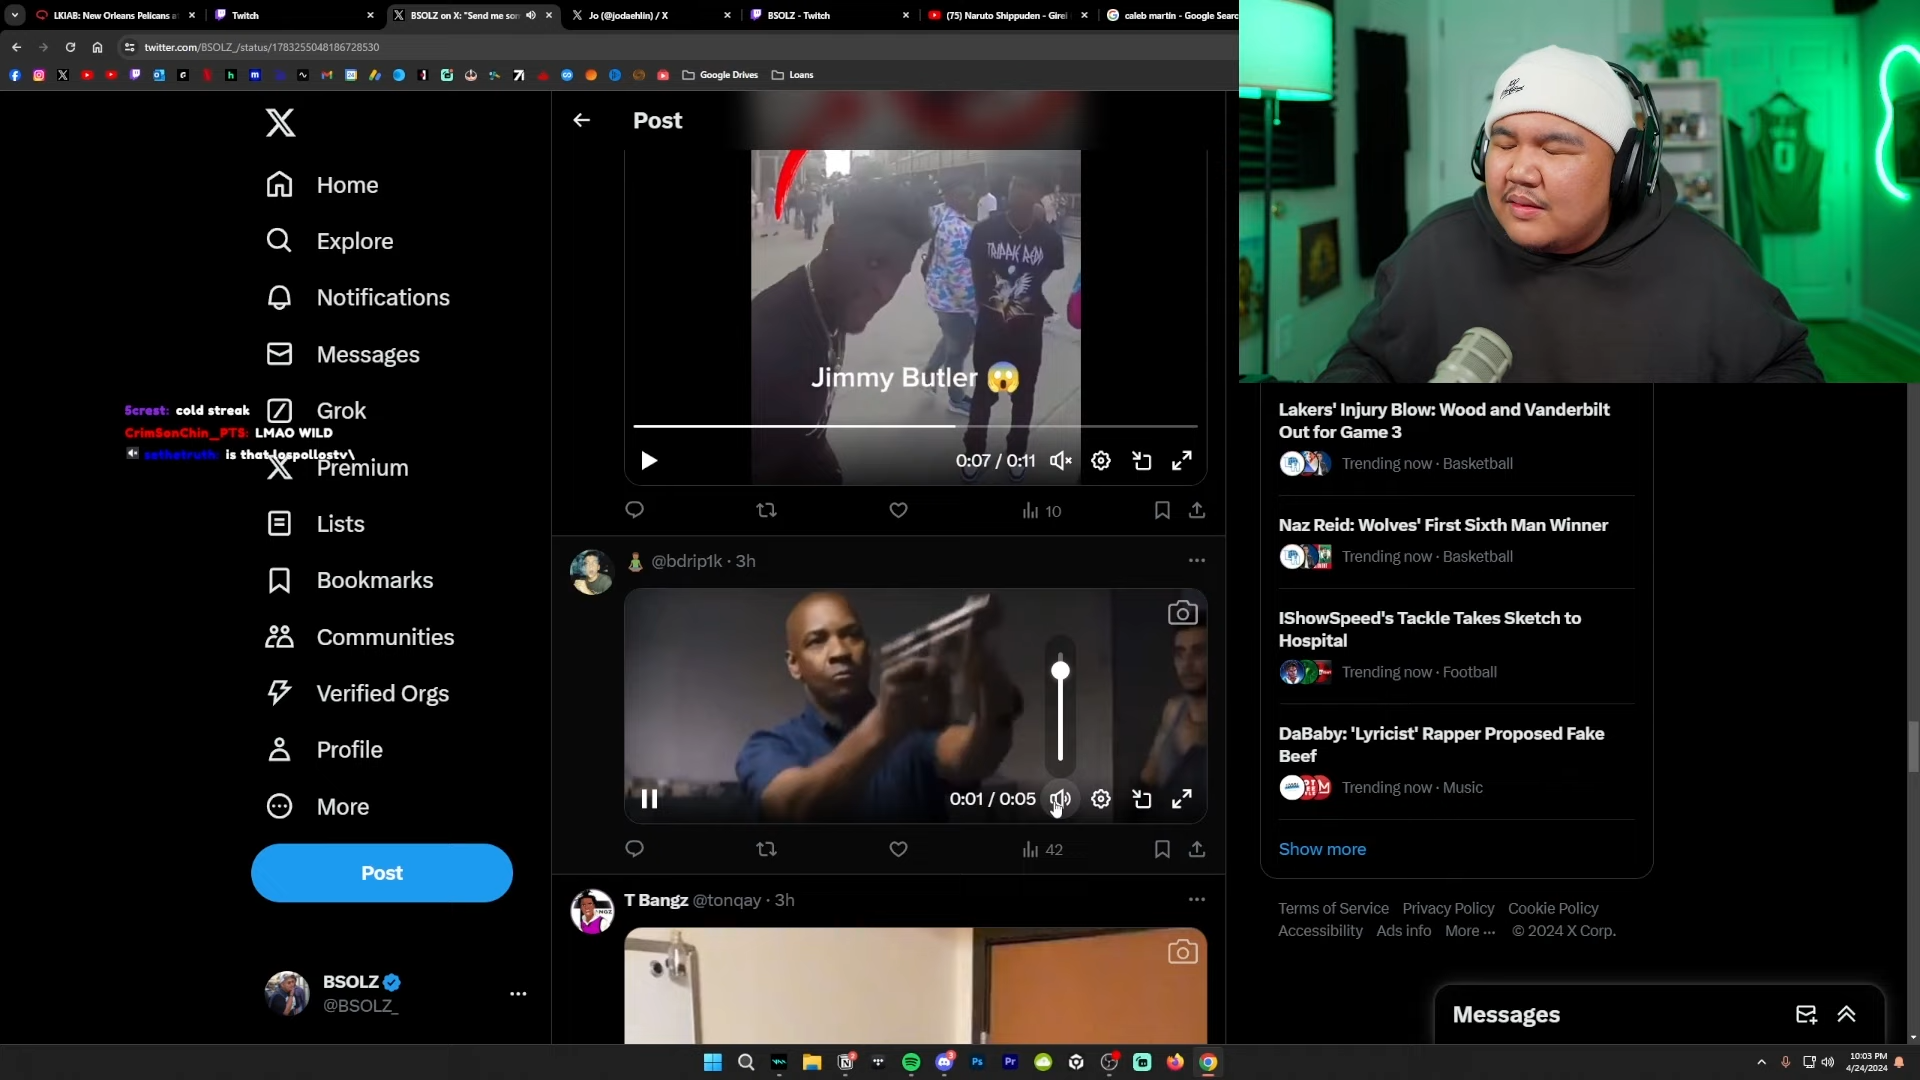 LKIAB: New Orleans Pelicans a
Twitch
BSOLZ on X: "Send me son
Jo (@jodaehlin) / X
BSOLZ - Twitch
(75) Naruto Shippuden - Girei
caleb martin - Google Searc
twitter.com/BSOLZ_/status/1783255048186728530
Google Drives
Loans
Post
Home
Explore
Notifications
Messages
Grok
Premium
Lists
Bookmarks
Communities
Verified Orgs
Profile
More
Post
BSOLZ
@BSOLZ_
5crest: cold streak
CrimSonChin_PTS: LMAO WILD
sothetruth: is that lospollostv\
TRIPPIE REDD
Jimmy Butler 😱
0:07 / 0:11
10
@bdrip1k · 3h
0:01 / 0:05
42
T Bangz @tonqay · 3h
Lakers' Injury Blow: Wood and Vanderbilt
Out for Game 3
Trending now · Basketball
Naz Reid: Wolves' First Sixth Man Winner
Trending now · Basketball
IShowSpeed's Tackle Takes Sketch to
Hospital
Trending now · Football
DaBaby: 'Lyricist' Rapper Proposed Fake
Beef
Trending now · Music
Show more
Terms of Service Privacy Policy Cookie Policy
Accessibility Ads info More ··· © 2024 X Corp.
Messages
10:03 PM
4/24/2024